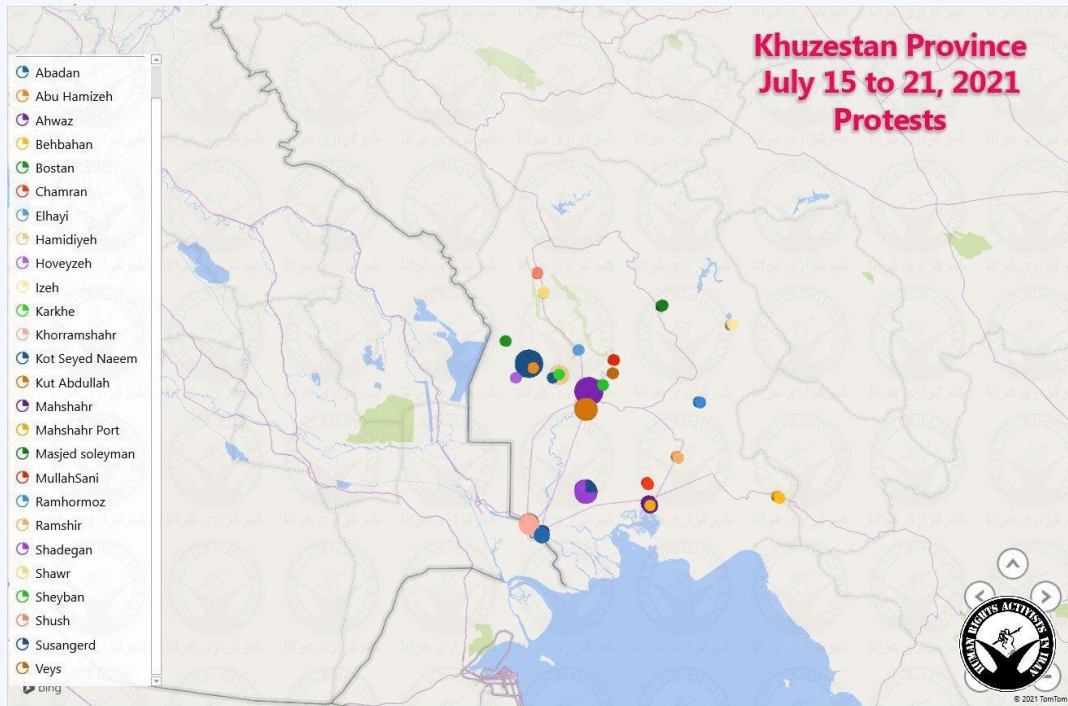 Khuzestan Province
July 15 to 21, 2021
Protests
Abadan
Abu Hamizeh
Ahwaz
Behbahan
Bostan
Chamran
Elhayi
Hamidiyeh
Hoveyzeh
Izeh
Karkhe
Khorramshahr
Kot Seyed Naeem
Kut Abdullah
Mahshahr
Mahshahr Port
Masjed soleyman
MullahSani
Ramhormoz
Ramshir
Shadegan
Shawr
Sheyban
Shush
Susangerd
Veys
bing
HUMAN RIGHTS ACTIVISTS IN IRAN
© 2021 TomTom